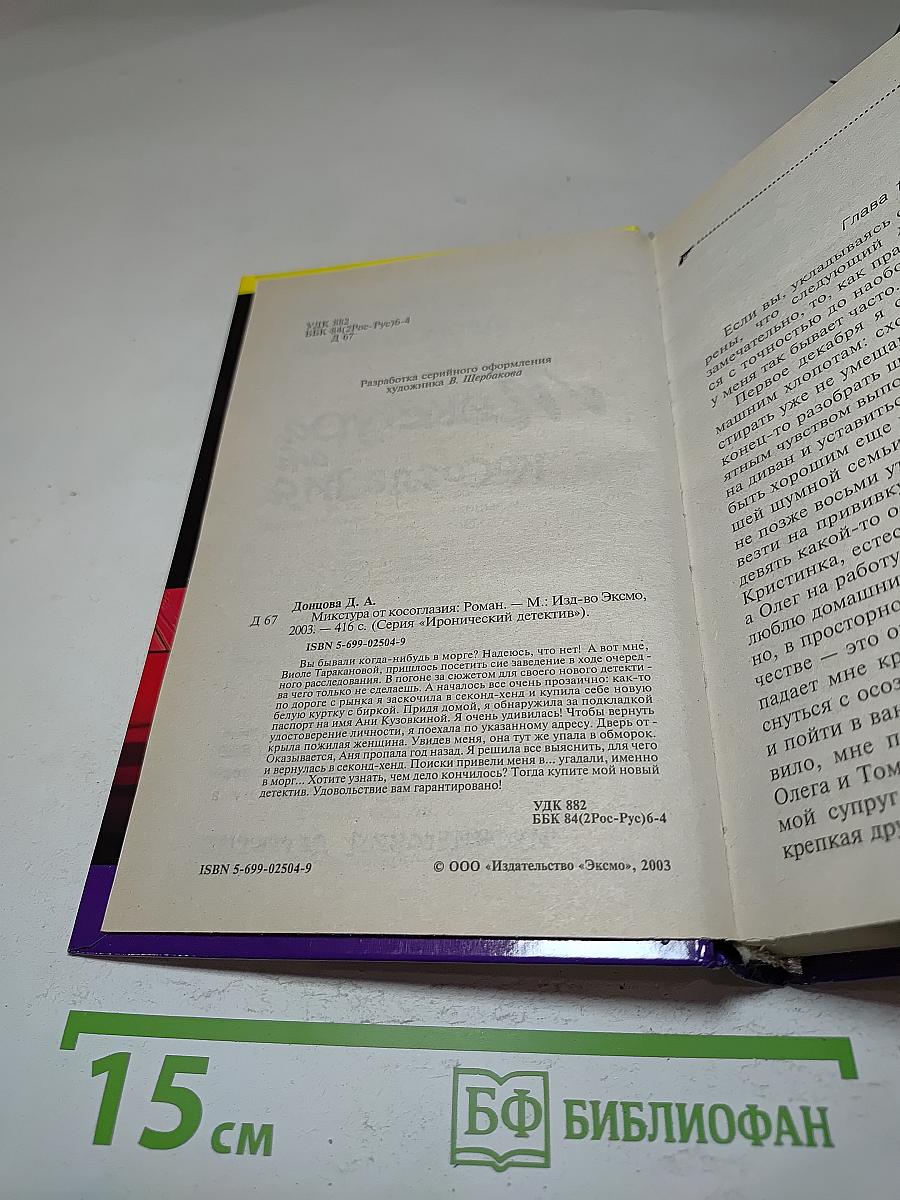 УДК 882
ББК 84(2Рос-Рус)6-4
Д 67
Разработка серийного оформления
художника В. Щербакова
Донцова Д. А.
Д 67 Микстура от косоглазия: Роман. — М.: Изд-во Эксмо,
2003. — 416 с. (Серия «Иронический детектив»).
ISBN 5-699-02504-9
Вы бывали когда-нибудь в морге? Надеюсь, что нет! А вот мне,
Виоле Таракановой, пришлось посетить сие заведение в ходе очеред-
ного расследования. В погоне за сюжетом для своего нового детекти-
ва чего только не сделаешь. А началось все очень прозаично: как-то
по дороге с рынка я заскочила в секонд-хенд и купила себе новую
белую куртку с биркой. Придя домой, я обнаружила за подкладкой
паспорт на имя Ани Кузовкиной. Я очень удивилась! Чтобы вернуть
удостоверение личности, я поехала по указанному адресу. Дверь от-
крыла пожилая женщина. Увидев меня, она тут же упала в обморок.
Оказывается, Аня пропала год назад. Я решила все выяснить, для чего
и вернулась в секонд-хенд. Поиски привели меня в... угадали, именно
в морг... Хотите узнать, чем дело кончилось? Тогда купите мой новый
детектив. Удовольствие вам гарантировано!
УДК 882
ББК 84(2Рос-Рус)6-4
ISBN 5-699-02504-9
© ООО «Издательство «Эксмо», 2003
Глава
Если вы, укладываясь
рены, что следующий
замечательно, то, как
ся с точностью до наобо
у меня так бывает часто.
Первое декабря я
машним хлопотам:
стирать уже не умеща
конец-то разобрать
ятным чувством выпо
на диван и уставитьс
быть хорошим еще
шей шумной семь
не позже восьми
везти на прививку
девять какой-то
Кристинка, естес
а Олег на работу
люблю домашни
но, в просторно
честве — это
падает мне
снуться с осоз
и пойти в ван
вило, мне
Олега и Том
мой супруг
крепкая дру
15 см
БФ БИБЛИОФАН